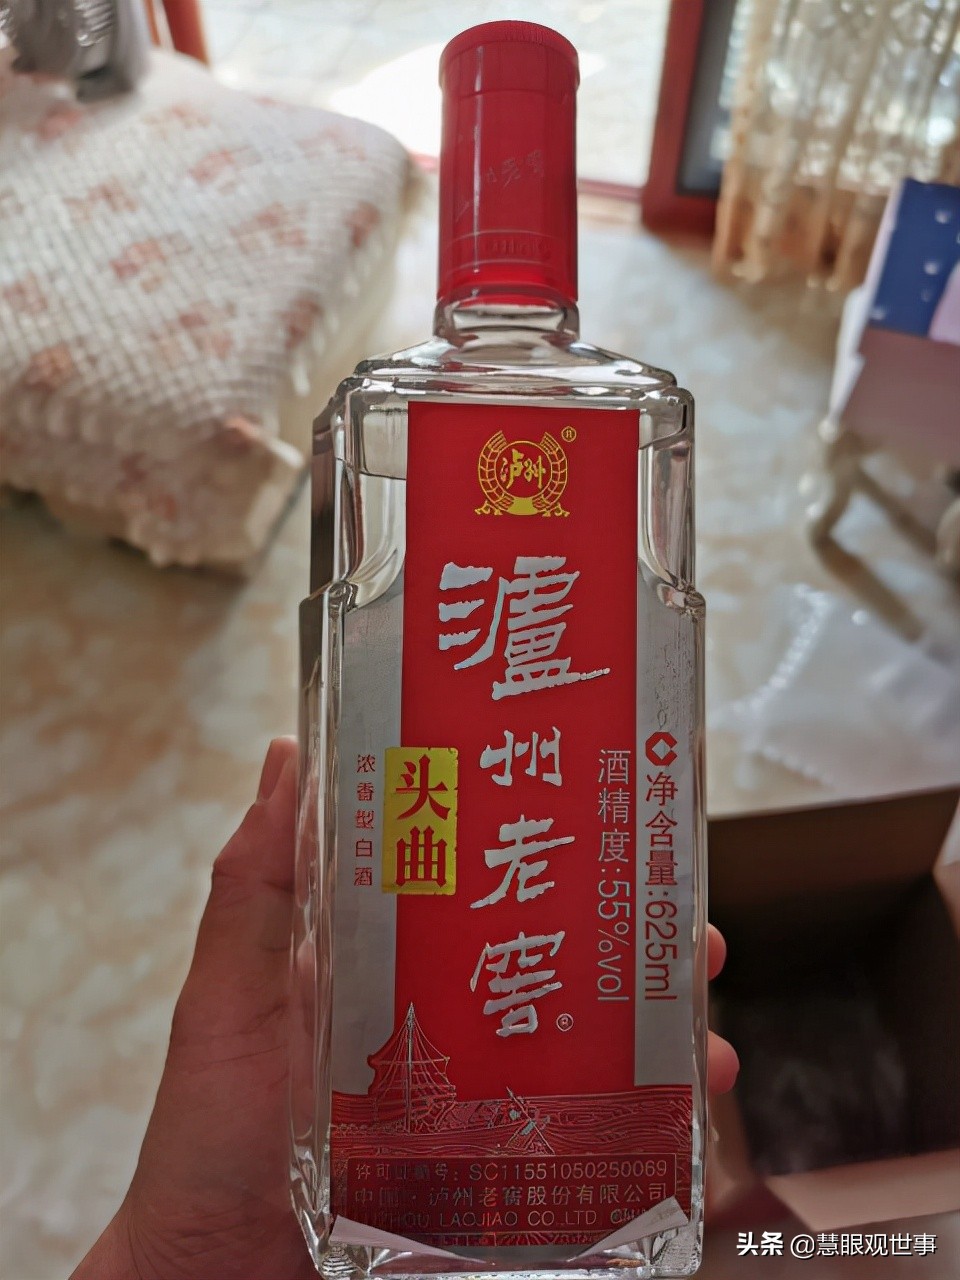 老窖
泸州
®
瀘州老窖
®
头曲
浓香型白酒
酒精度:55%vol
净含量:625ml
许可证编号: SC11551050250069
中国·泸州老窖股份有限公司
LUZHOU LAOJIAO CO.,LTD
头条 @慧眼观世事